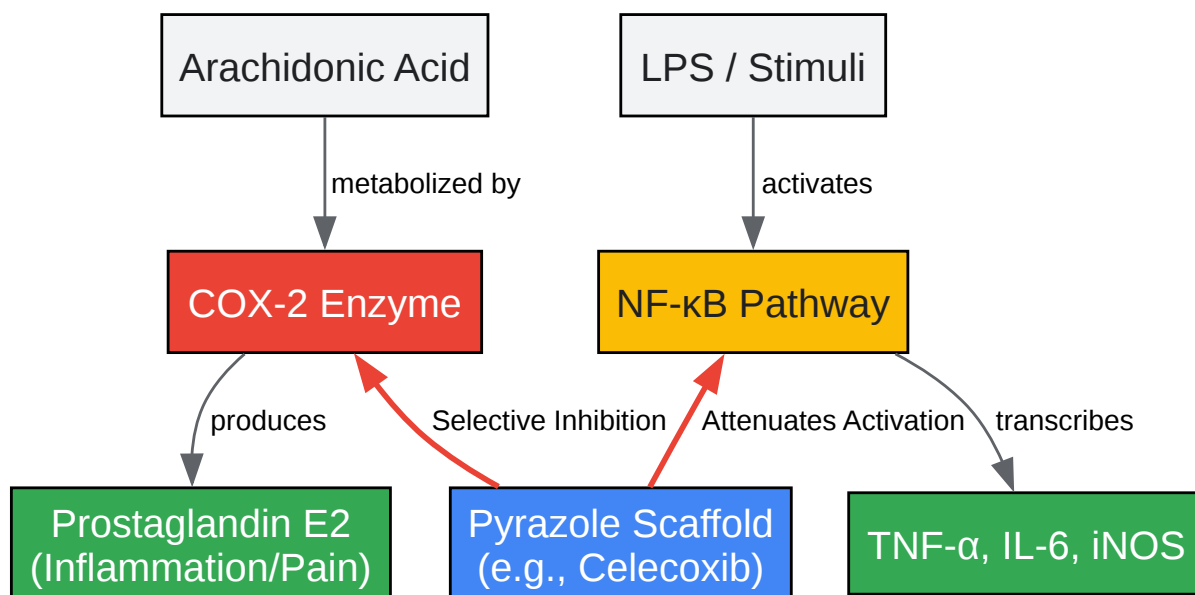 Arachidonic Acid
LPS / Stimuli
metabolized by
activates
COX-2 Enzyme
NF-κB Pathway
produces
Selective Inhibition
Attenuates Activation
transcribes
Prostaglandin E2
(Inflammation/Pain)
Pyrazole Scaffold
(e.g., Celecoxib)
TNF-α, IL-6, iNOS